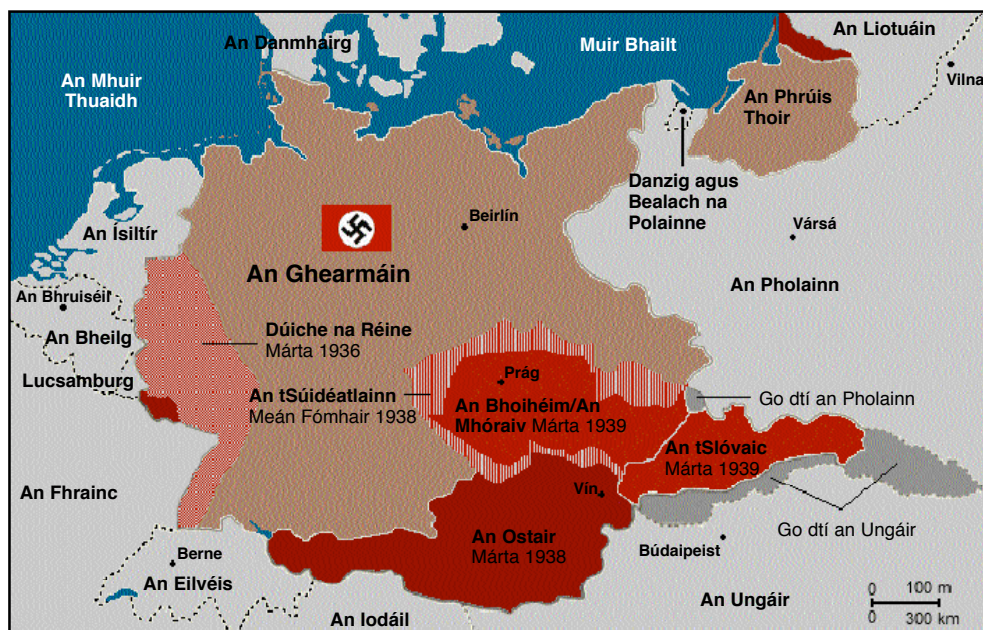 An Danmhairg
Muir Bhailt
An Liotuáin
An Mhuir
Thuaidh
Vilna
An Phrúis
Thoir
Danzig agus
Bealach na
Polainne
An Ísiltír
Beirlín
Vársá
An Ghearmáin
An Pholainn
An Bhruiséil
An Bheilg
Dúiche na Réine
Márta 1936
Lucsamburg
An tSúidéatlainn
Meán Fómhair 1938
Prág
An Bhoihéim/An
Mhóraiv Márta 1939
Go dtí an Pholainn
An tSlóvaic
Márta 1939
An Fhrainc
Vín
Go dtí an Ungáir
An Ostair
Márta 1938
Búdaipeist
Berne
An Eilvéis
An Iodáil
An Ungáir
0 100 m
0 300 km